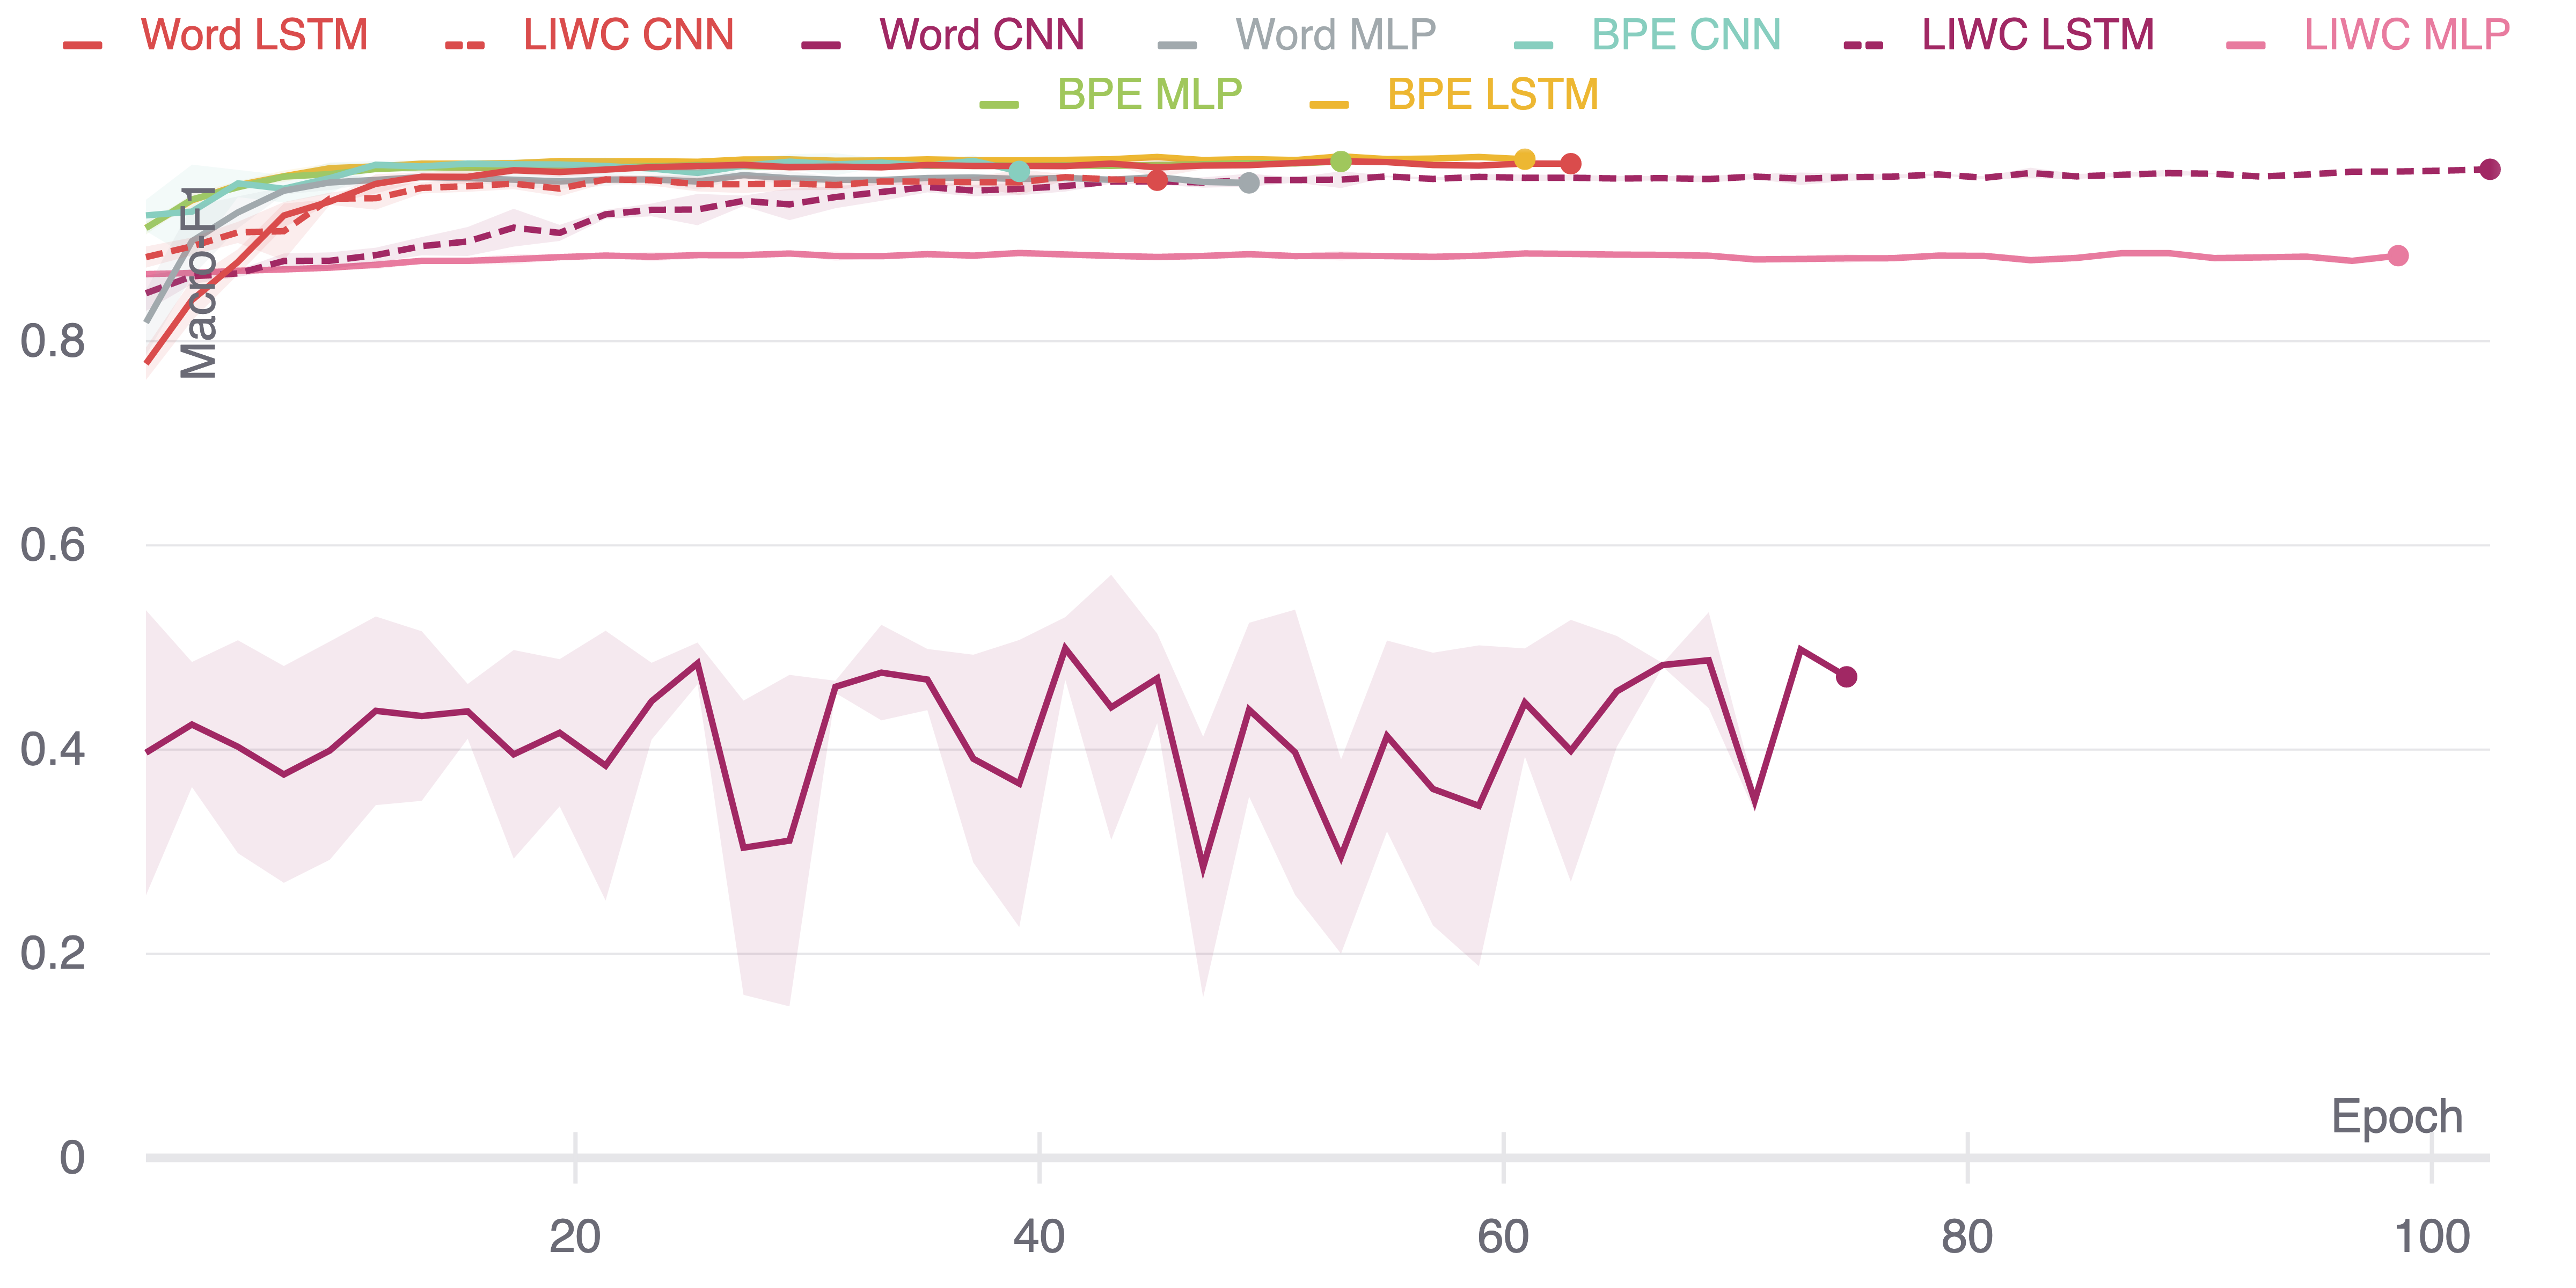 Word LSTM LIWC CNN Word CNN Word MLP BPE CNN LIWC LSTM LIWC MLP
BPE MLP BPE LSTM
Macro-F1
0.8
0.6
0.4
0.2
0
Epoch
20 40 60 80 100